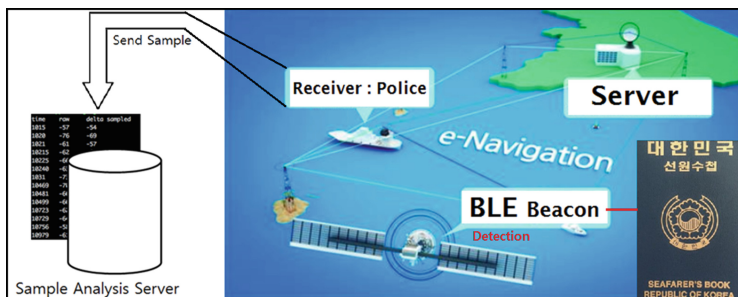 Send Sample
time row delta sampled
1015 -57 -54
1020 -76 -69
1021 -61 -57
10215 -62
10225
10240
1031
10469
10481
10499
10723
10729
10756
10979
Sample Analysis Server
Receiver : Police
Server
e-Navigation
BLE Beacon
Detection
대한민국
선원수첩
SEAFARER'S BOOK
REPUBLIC OF KOREA